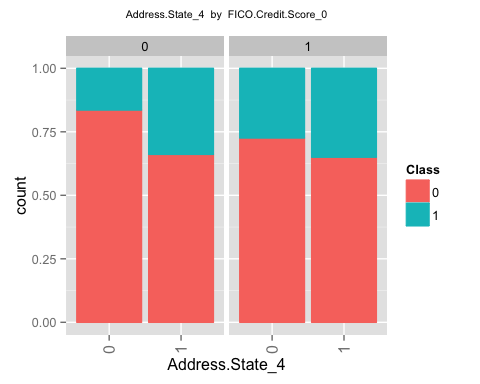 Address.State_4 by FICO.Credit.Score_0
0 1
1.00
0.75
0.50
0.25
0.00
count
0 1 0 1
Address.State_4
Class
0
1